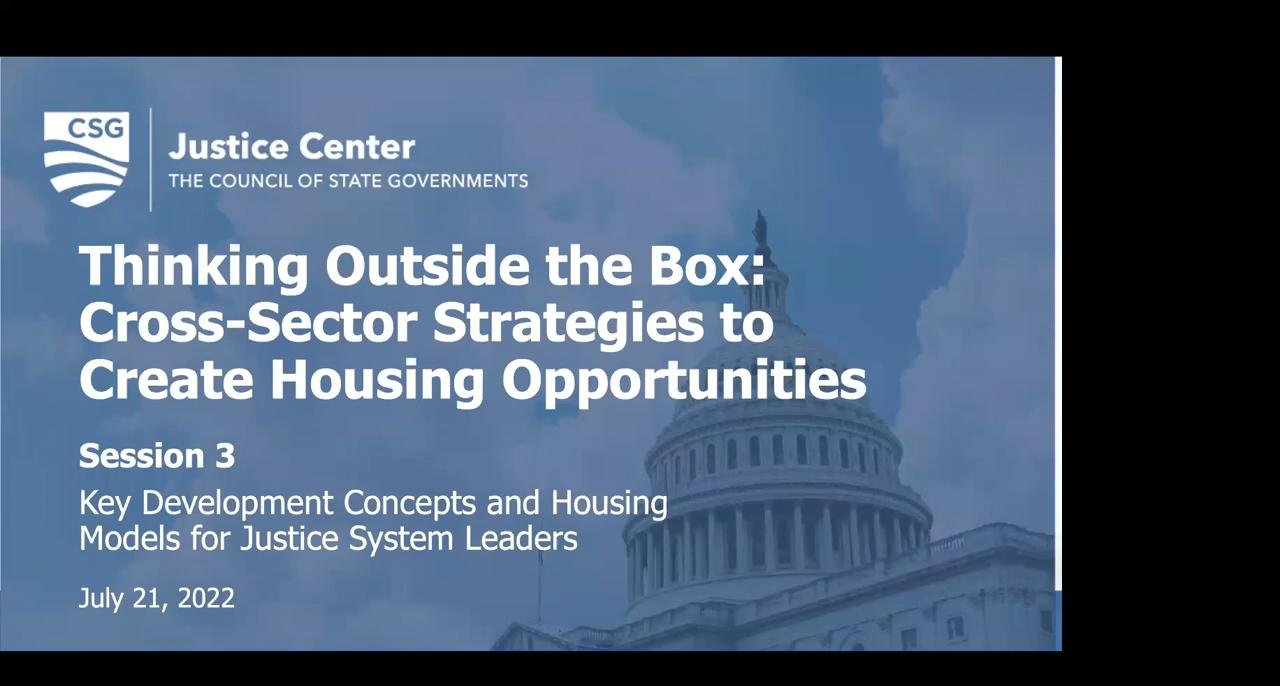 CSG
Justice Center
THE COUNCIL OF STATE GOVERNMENTS
Thinking Outside the Box:
Cross-Sector Strategies to
Create Housing Opportunities
Session 3
Key Development Concepts and Housing
Models for Justice System Leaders
July 21, 2022